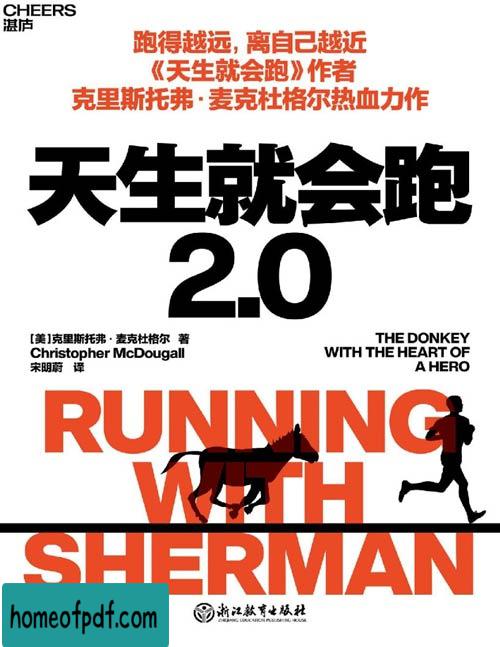 CHEERS
湛庐
跑得越远，离自己越近
《天生就会跑》作者
克里斯托弗·麦克杜格尔热血力作
天生就会跑
2.0
[美]克里斯托弗·麦克杜格尔 著
Christopher McDougall
宋明蔚 译
THE DONKEY
WITH THE HEART OF
A HERO
RUNNING
WITH
SHERMAN
homeofpdf.com
浙江教育出版社
ZHEJIANG EDUCATION PUBLISHING HOUSE